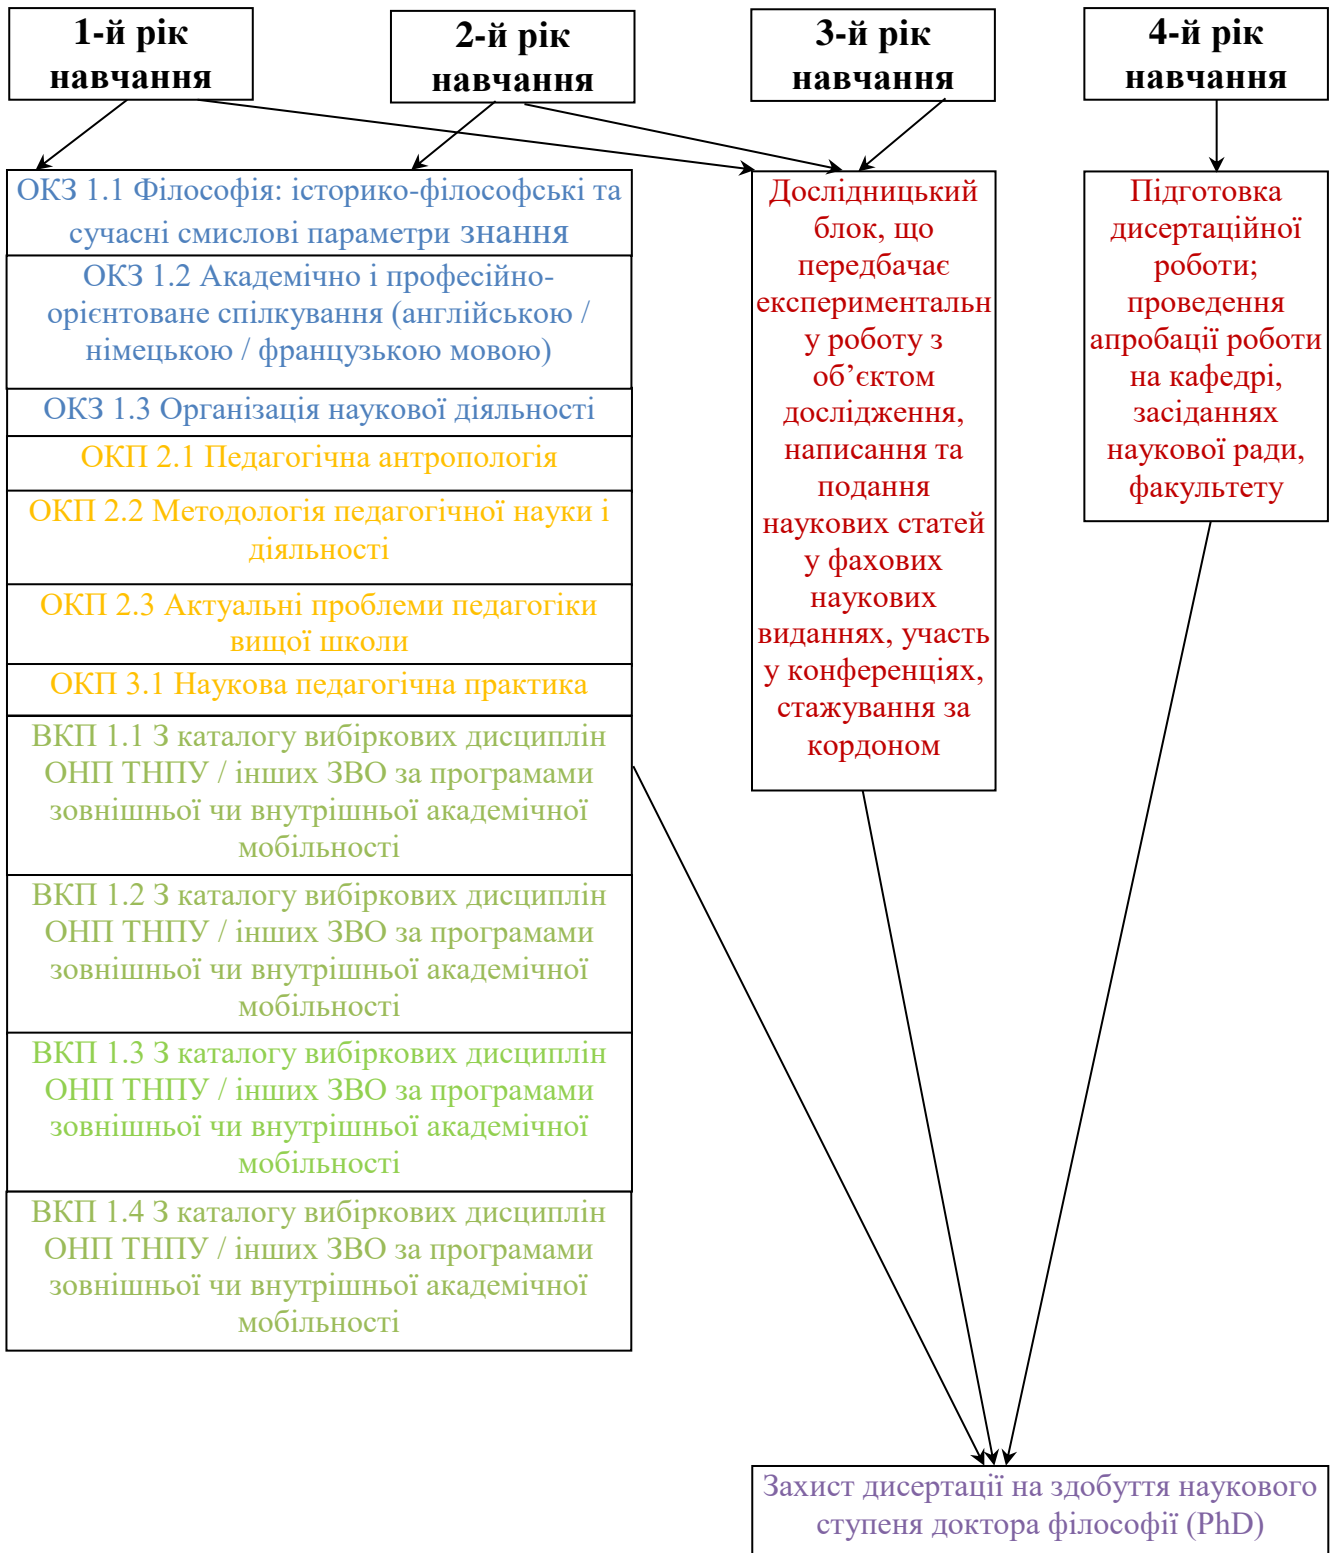 1-й рік
навчання
2-й рік
навчання
3-й рік
навчання
4-й рік
навчання
ОКЗ 1.1 Філософія: історико-філософські та
сучасні смислові параметри знання
ОКЗ 1.2 Академічно і професійно-
орієнтоване спілкування (англійською /
німецькою / французькою мовою)
ОКЗ 1.3 Організація наукової діяльності
ОКП 2.1 Педагогічна антропологія
ОКП 2.2 Методологія педагогічної науки і
діяльності
ОКП 2.3 Актуальні проблеми педагогіки
вищої школи
ОКП 3.1 Наукова педагогічна практика
ВКП 1.1 З каталогу вибіркових дисциплін
ОНП ТНПУ / інших ЗВО за програмами
зовнішньої чи внутрішньої академічної
мобільності
ВКП 1.2 З каталогу вибіркових дисциплін
ОНП ТНПУ / інших ЗВО за програмами
зовнішньої чи внутрішньої академічної
мобільності
ВКП 1.3 З каталогу вибіркових дисциплін
ОНП ТНПУ / інших ЗВО за програмами
зовнішньої чи внутрішньої академічної
мобільності
ВКП 1.4 З каталогу вибіркових дисциплін
ОНП ТНПУ / інших ЗВО за програмами
зовнішньої чи внутрішньої академічної
мобільності
Дослідницький
блок, що
передбачає
експериментальн
у роботу з
об’єктом
дослідження,
написання та
подання
наукових статей
у фахових
наукових
виданнях, участь
у конференціях,
стажування за
кордоном
Підготовка
дисертаційної
роботи;
проведення
апробації роботи
на кафедрі,
засіданнях
наукової ради,
факультету
Захист дисертації на здобуття наукового
ступеня доктора філософії (PhD)